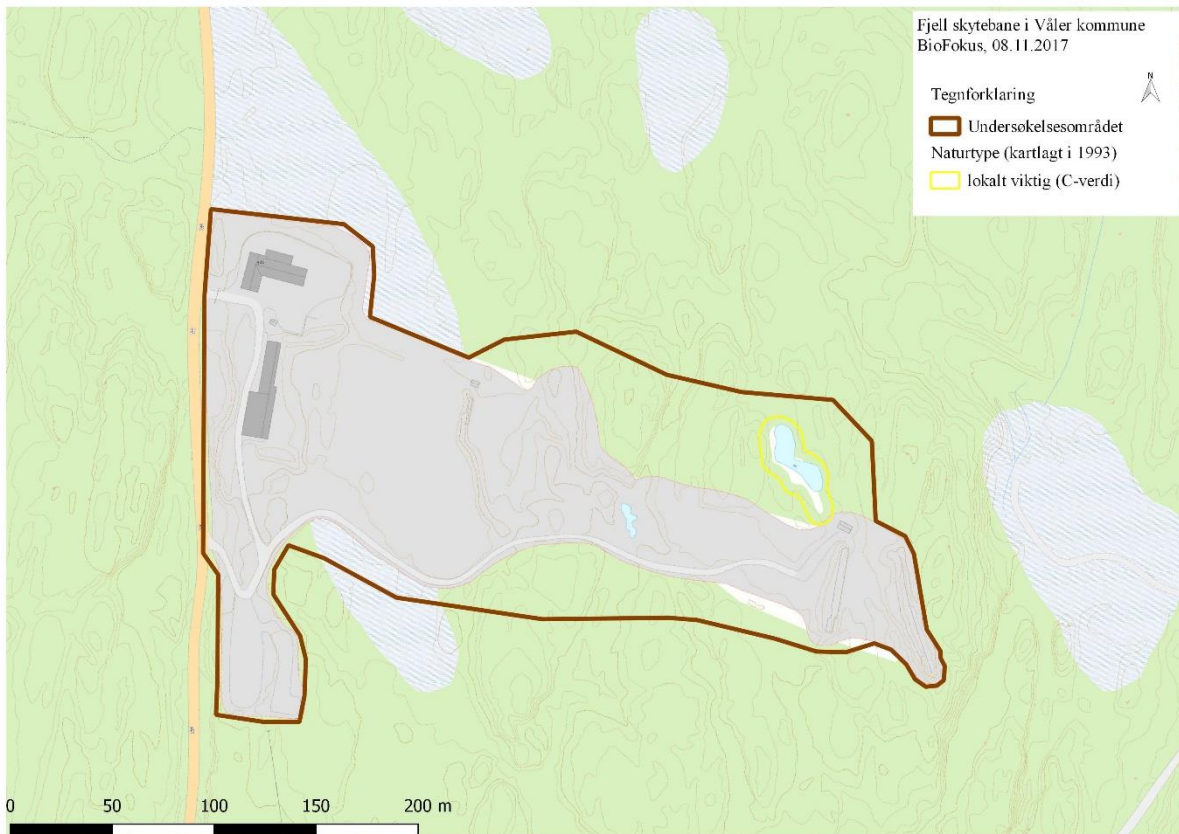 Fjell skytebane i Våler kommune
BioFokus, 08.11.2017
N
Tegnforklaring
Undersøkelsesområdet
Naturtype (kartlagt i 1993)
lokalt viktig (C-verdi)
0 50 100 150 200 m